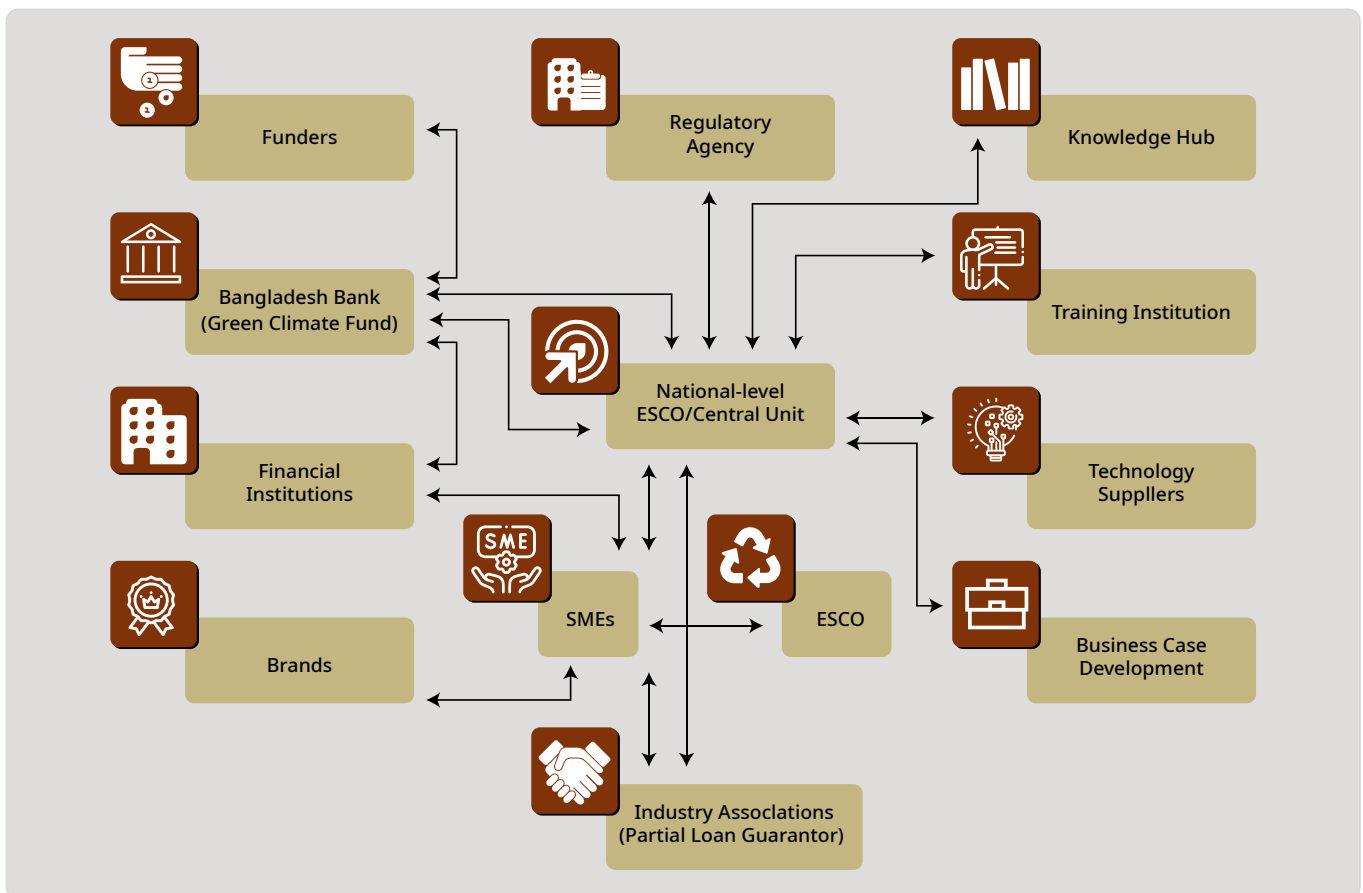 Funders
Regulatory
Agency
Knowledge Hub
Bangladesh Bank
(Green Climate Fund)
Training Institution
National-level
ESCO/Central Unit
Financial
Institutions
Technology
Suppllers
SME
SMEs
ESCO
Brands
Business Case
Development
Industry Assoclations
(Partial Loan Guarantor)